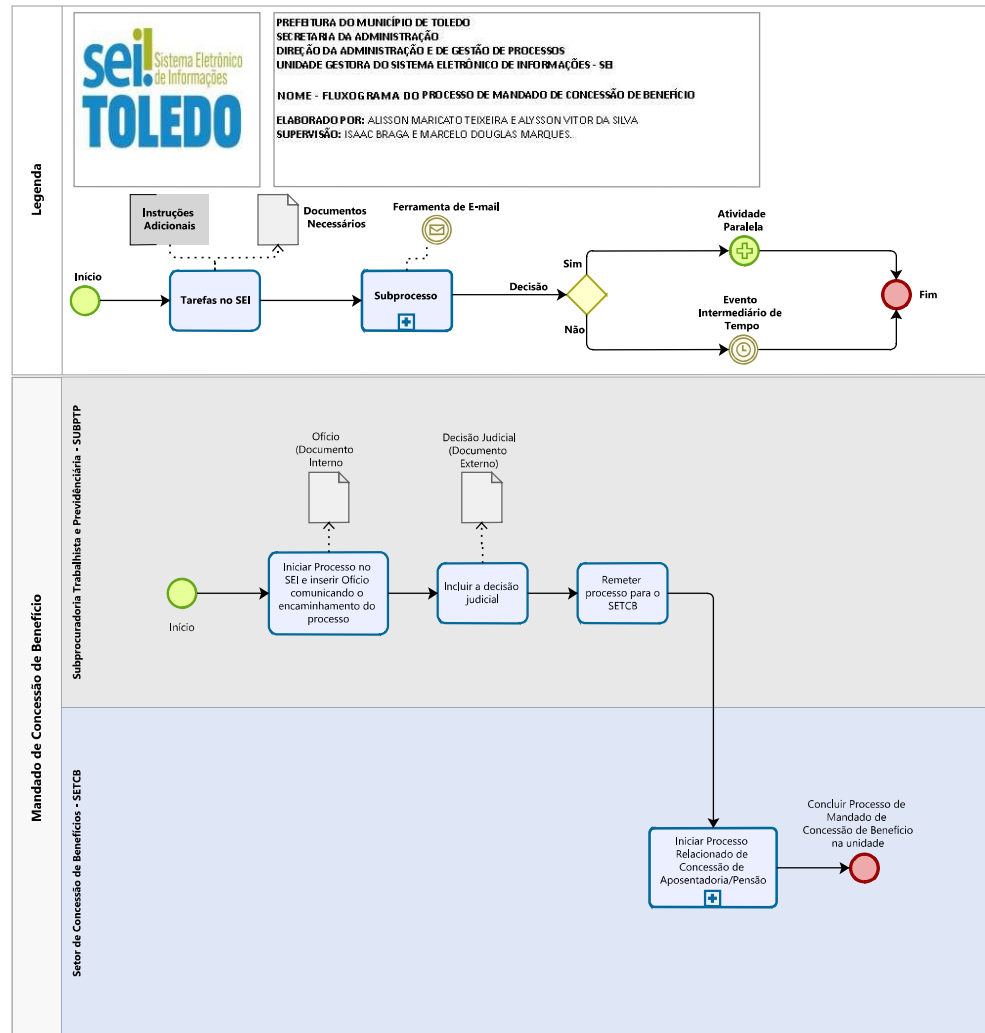 sei! Sistema Eletrônico
de Informações
TOLEDO
PREFEITURA DO MUNICÍPIO DE TOLEDO
SECRETARIA DA ADMINISTRAÇÃO
DIREÇÃO DA ADMINISTRAÇÃO E DE GESTÃO DE PROCESSOS
UNIDADE GESTORA DO SISTEMA ELETRÔNICO DE INFORMAÇÕES - SEI
NOME - FLUXOGRAMA DO PROCESSO DE MANDADO DE CONCESSÃO DE BENEFÍCIO
ELABORADO POR: ALISSON MARICATO TEIXEIRA E ALYSSON VITOR DA SILVA
SUPERVISÃO: ISAAC BRAGA E MARCELO DOUGLAS MARQUES.
Legenda
Instruções
Adicionais
Documentos
Necessários
Ferramenta de E-mail
Atividade
Paralela
Início
Tarefas no SEI
Subprocesso
Decisão
Sim
Não
Evento
Intermediário de
Tempo
Fim
Mandado de Concessão de Benefício
Subprocuradoria Trabalhista e Previdênciária - SUBPTP
Ofício
(Documento
Interno
Decisão Judicial
(Documento
Externo)
Início
Iniciar Processo no
SEI e inserir Ofício
comunicando o
encaminhamento do
processo
Incluir a decisão
judicial
Remeter
processo para o
SETCB
Setor de Concessão de Benefícios - SETCB
Iniciar Processo
Relacionado de
Concessão de
Aposentadoria/Pensão
Concluir Processo de
Mandado de
Concessão de Benefício
na unidade